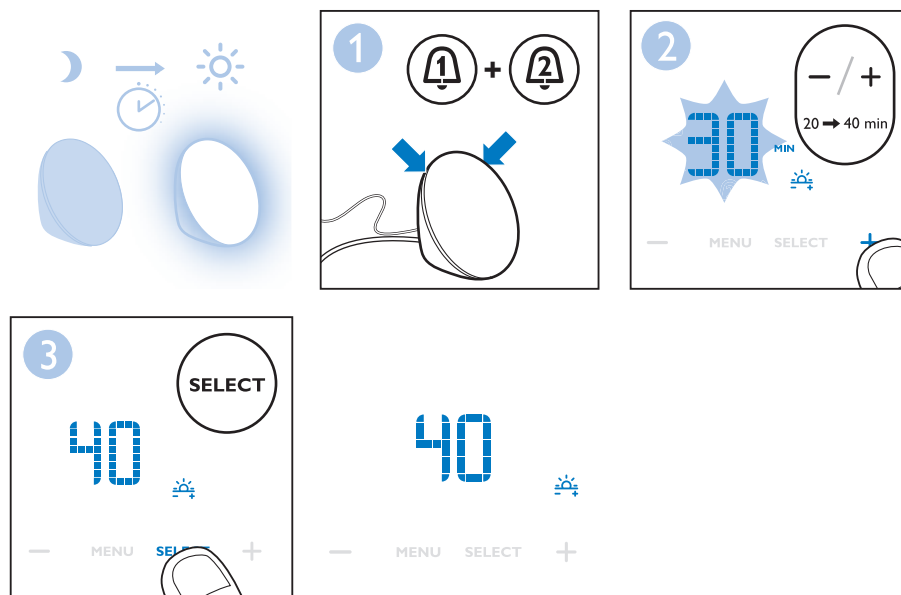 1
1 + 2
2
- / +
20 → 40 min
30 MIN
- MENU SELECT +
3
SELECT
40
- MENU SELECT +
40
- MENU SELECT +